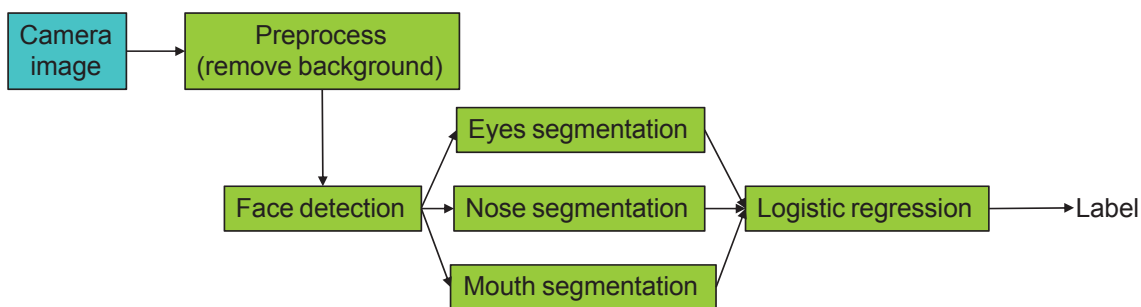 Camera
image
Preprocess
(remove background)
Eyes segmentation
Face detection
Nose segmentation
Logistic regression
Label
Mouth segmentation